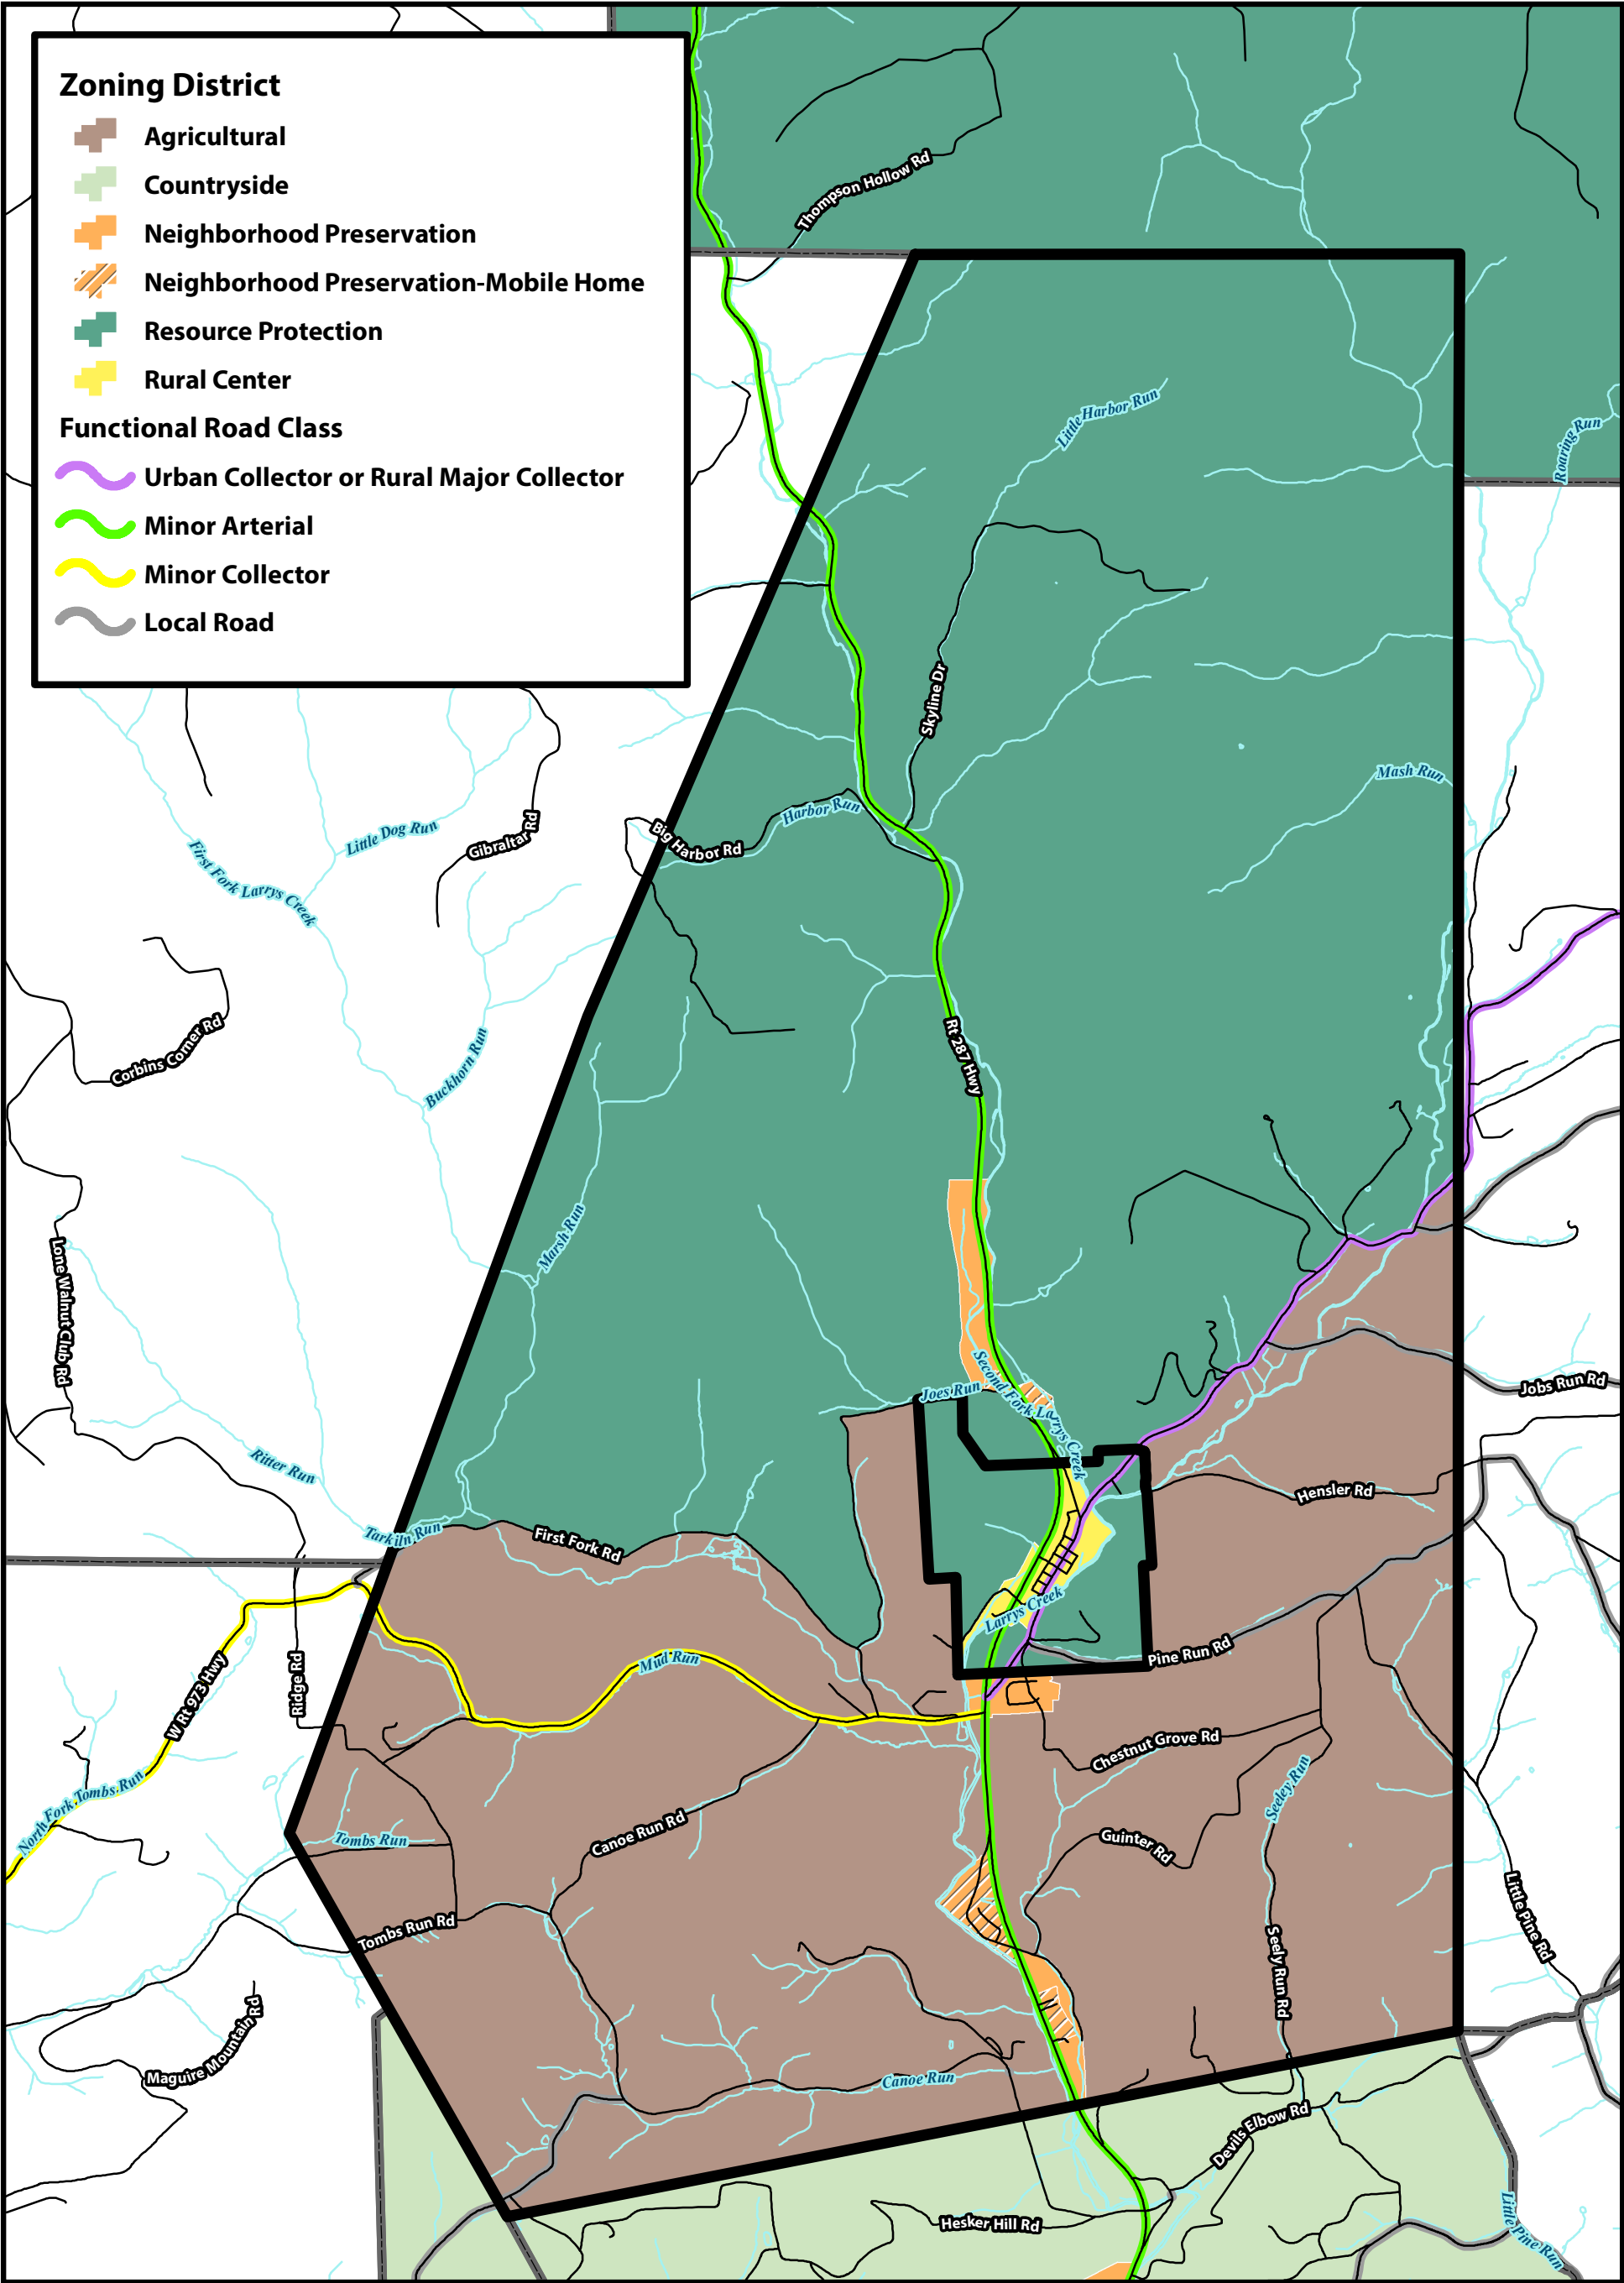 Zoning District
Agricultural
Countryside
Neighborhood Preservation
Neighborhood Preservation-Mobile Home
Resource Protection
Rural Center
Functional Road Class
Urban Collector or Rural Major Collector
Minor Arterial
Minor Collector
Local Road
Thompson Hollow Rd
Little Harbor Run
Roaring Run
Skyline Dr
Mash Run
Harbor Run
Big Harbor Rd
Little Dog Run
Gibraltar Rd
First Fork Larrys Creek
Corbins Corner Rd
Buckhorn Run
Rt 287 Hwy
Marsh Run
Lone Walnut Club Rd
Second Fork Larrys Creek
Joes Run
Jobs Run Rd
Ritter Run
Hensler Rd
Tarkiln Run
First Fork Rd
Larrys Creek
Pine Run Rd
Mud Run
Ridge Rd
W Rt 973 Hwy
Chestnut Grove Rd
Seeley Run
North Fork Tombs Run
Tombs Run
Canoe Run Rd
Guinter Rd
Tombs Run Rd
Little Pine Rd
Seely Run Rd
Maguire Mountain Rd
Canoe Run
Devils Elbow Rd
Hesker Hill Rd
Little Pine Run